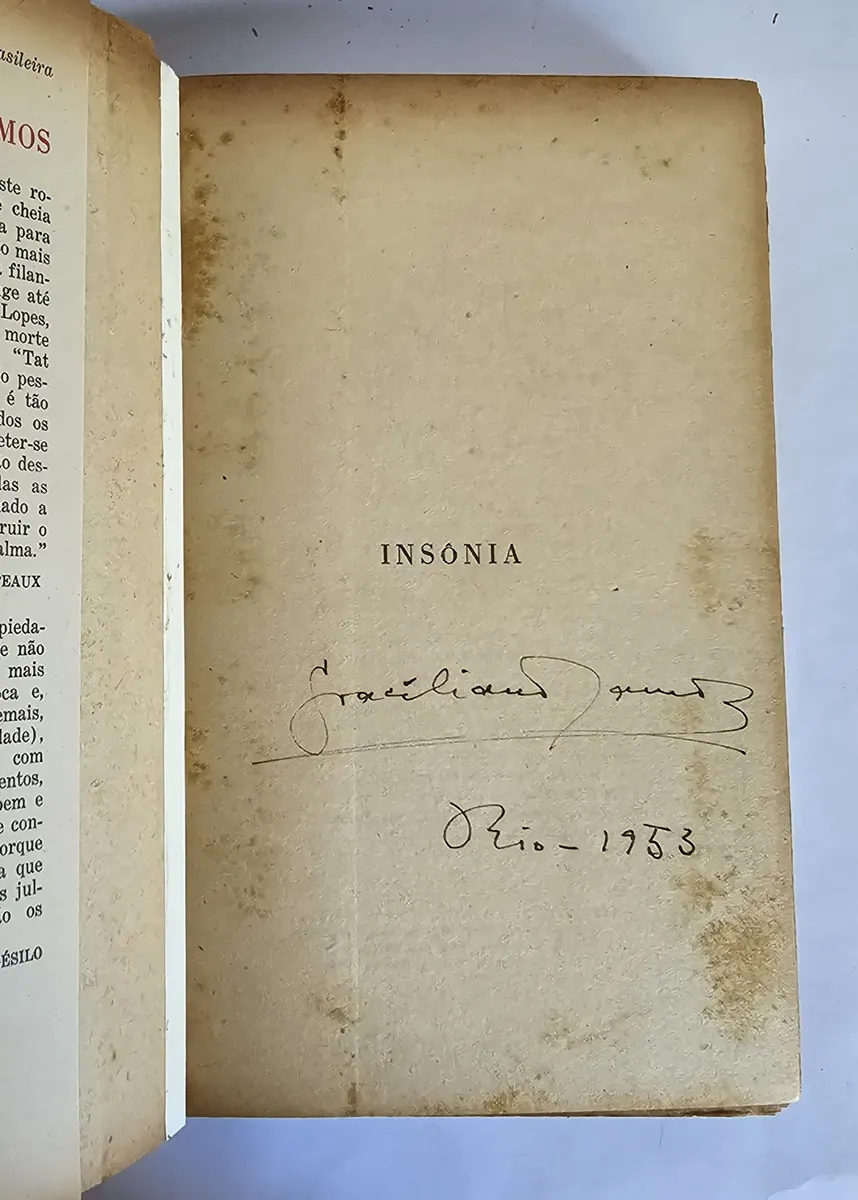 asileira
MOS
ste ro-
e cheia
a para
o mais
filan-
ge até
Lopes,
morte
"Tat
o pes-
é tão
dos os
eter-se
o des-
las as
ado a
ruir o
alma."
EAUX
pieda-
e não
mais
ca e,
emais,
dade),
com
entos,
bem e
e con-
orque
a que
s jul-
ão os
ÉSILO
INSÔNIA
Graciliano Ramos
Rio - 1953